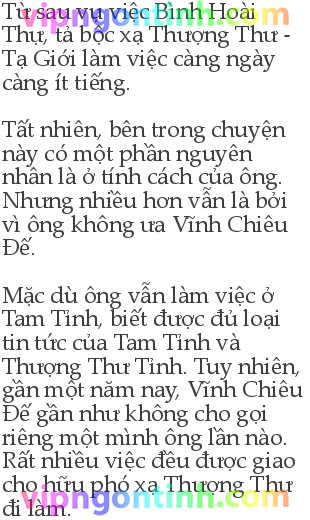 Từ sau vụ việc Bình Hoài
Thự, tả bộc xạ Thượng Thư -
Tạ Giới làm việc càng ngày
càng ít tiếng.
Tất nhiên, bên trong chuyện
này có một phần nguyên
nhân là ở tính cách của ông.
Nhưng nhiều hơn vẫn là bởi
vì ông không ưa Vĩnh Chiêu
Đế.
Mặc dù ông vẫn làm việc ở
Tam Tỉnh, biết được đủ loại
tin tức của Tam Tỉnh và
Thượng Thư Tỉnh. Tuy nhiên,
gần một năm nay, Vĩnh Chiêu
Đế gần như không cho gọi
riêng một mình ông lần nào.
Rất nhiều việc đều được giao
cho hữu phó xạ Thượng Thư
đi làm.
vipngontinh.com
vipngontinh.com